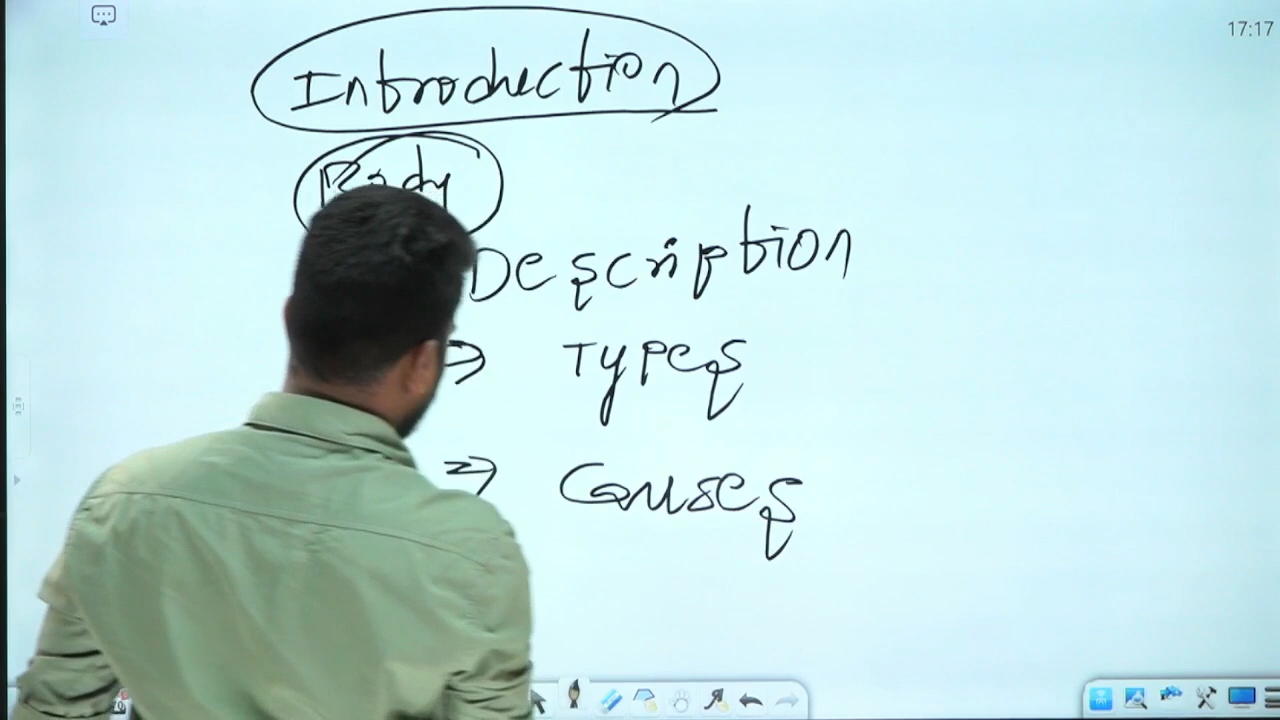 17:17
Introduction
Body
Description
⇒ Types
⇒ Causes